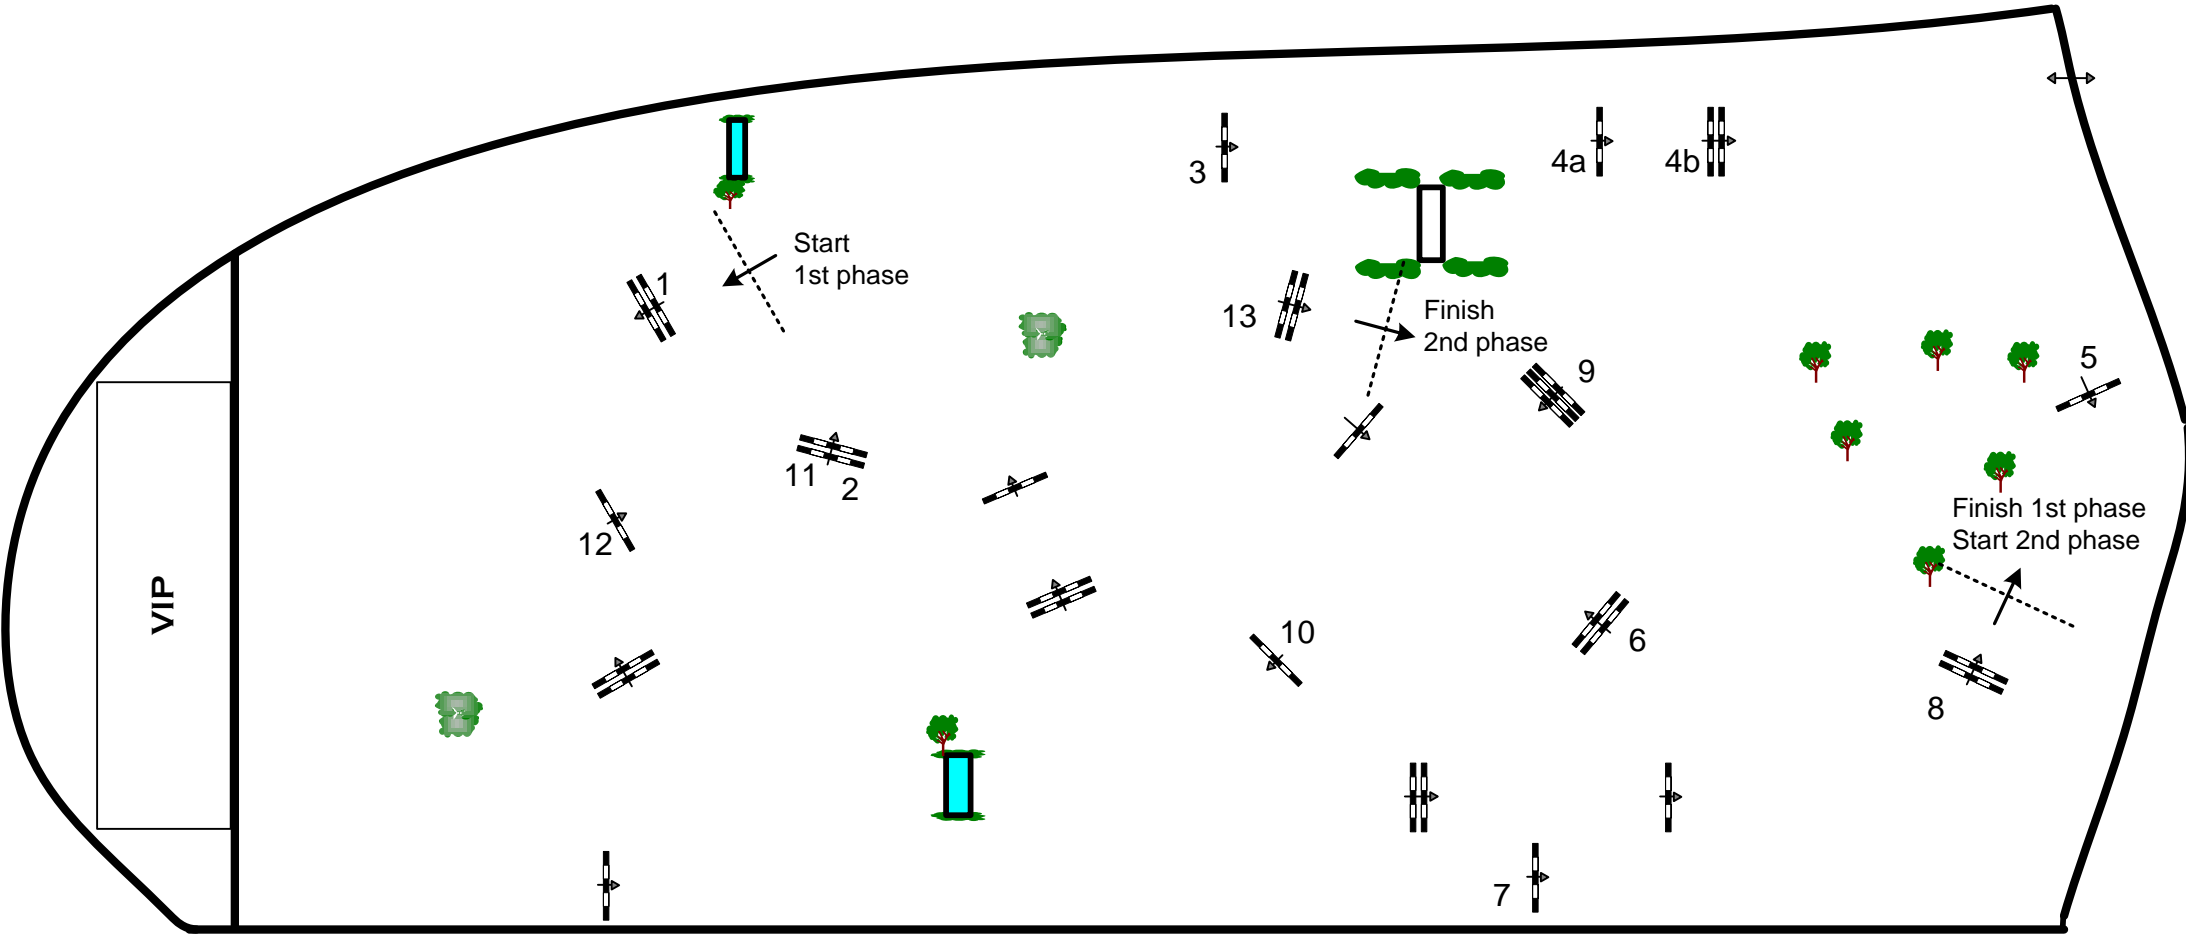 3
4a
4b
Start
1st phase
1
13
Finish
2nd phase
9
5
11
2
12
Finish 1st phase
Start 2nd phase
VIP
10
6
8
7